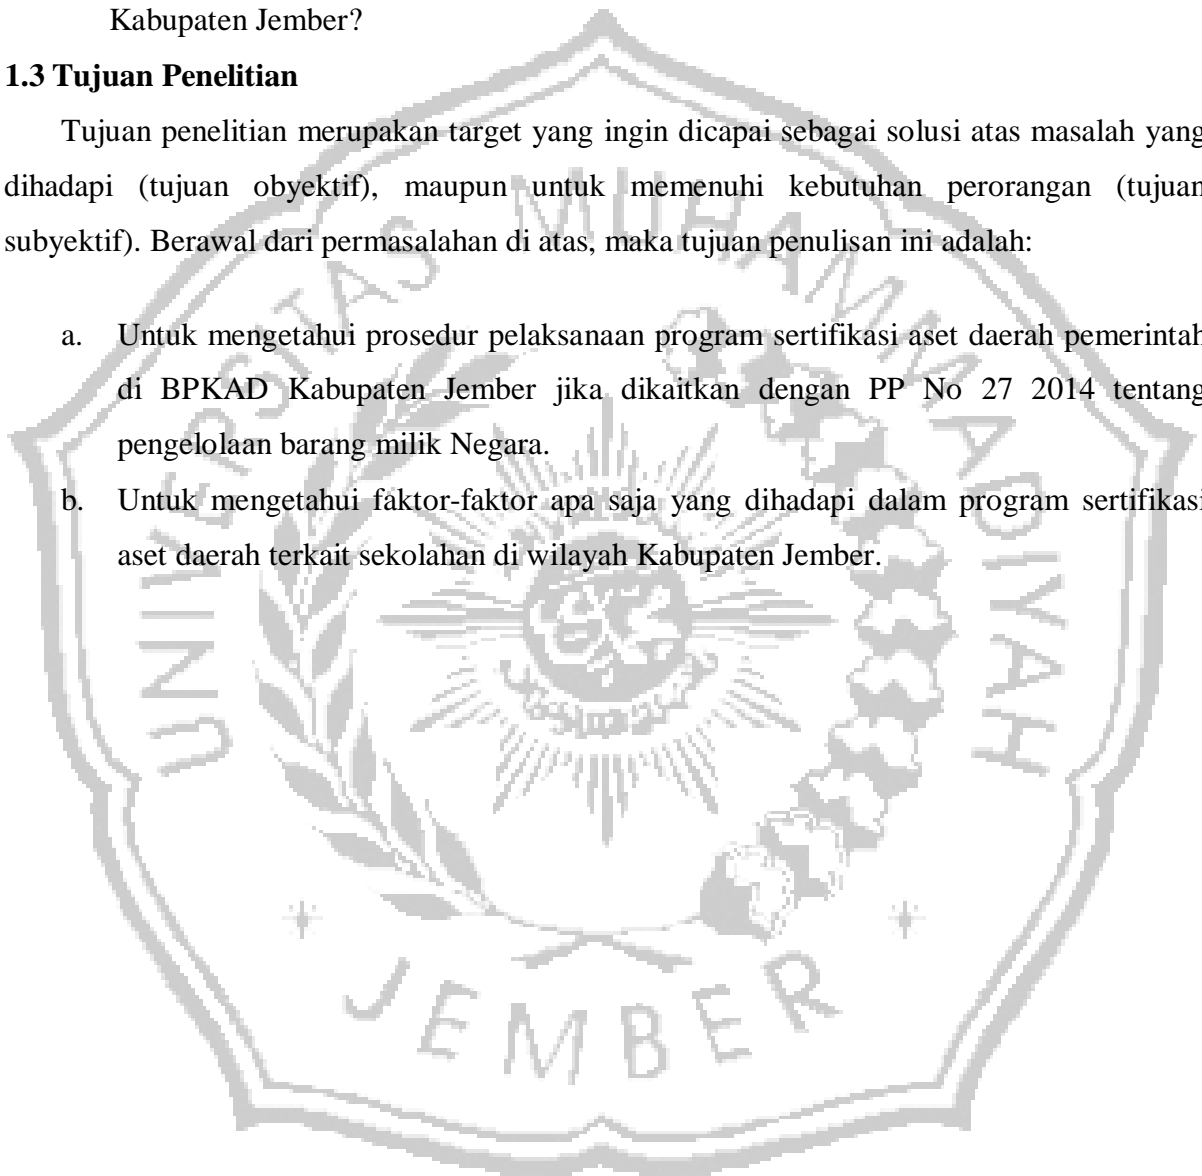 Kabupaten Jember?
1.3 Tujuan Penelitian
Tujuan penelitian merupakan target yang ingin dicapai sebagai solusi atas masalah yang
dihadapi (tujuan obyektif), maupun untuk memenuhi kebutuhan perorangan (tujuan
subyektif). Berawal dari permasalahan di atas, maka tujuan penulisan ini adalah:
a. Untuk mengetahui prosedur pelaksanaan program sertifikasi aset daerah pemerintah
di BPKAD Kabupaten Jember jika dikaitkan dengan PP No 27 2014 tentang
pengelolaan barang milik Negara.
b. Untuk mengetahui faktor-faktor apa saja yang dihadapi dalam program sertifikasi
aset daerah terkait sekolahan di wilayah Kabupaten Jember.
UNIVERSITAS MUHAMMADIYAH
JEMBER